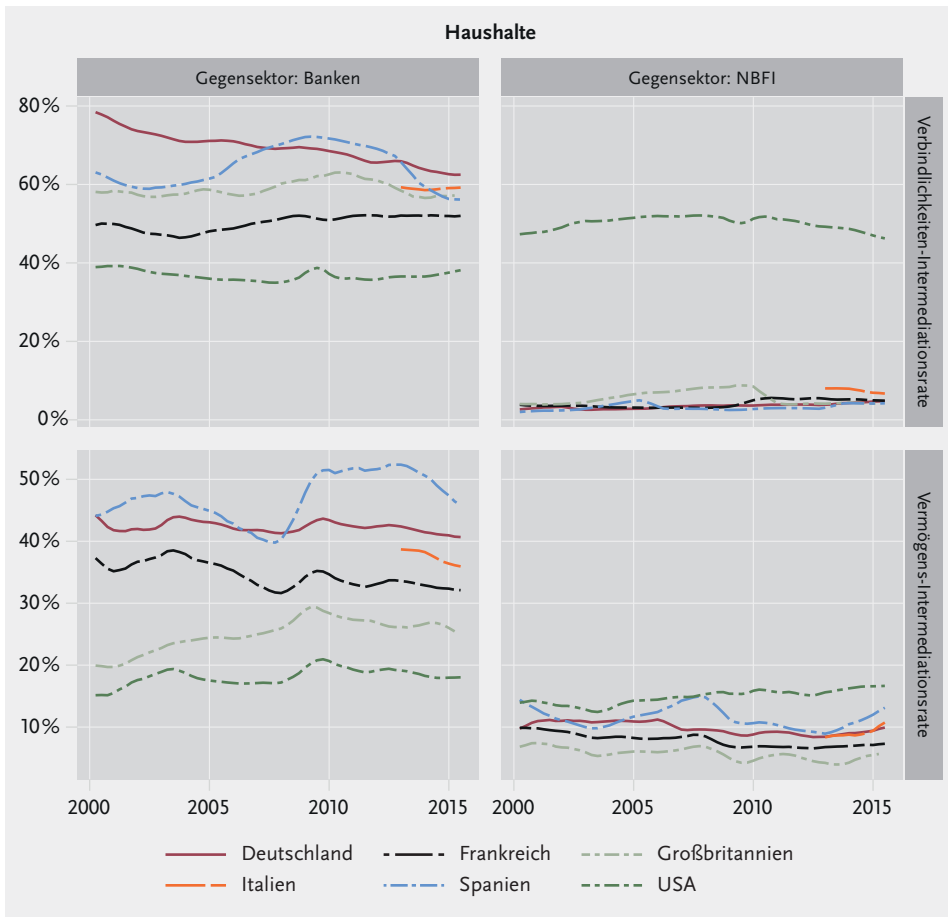 Haushalte
Gegensektor: Banken
Gegensektor: NBFI
80%
60%
40%
20%
0%
Verbindlichkeiten-Intermediationsrate
50%
40%
30%
20%
10%
Vermögens-Intermediationsrate
2000 2005 2010 2015
2000 2005 2010 2015
Deutschland Frankreich Großbritannien
Italien Spanien USA